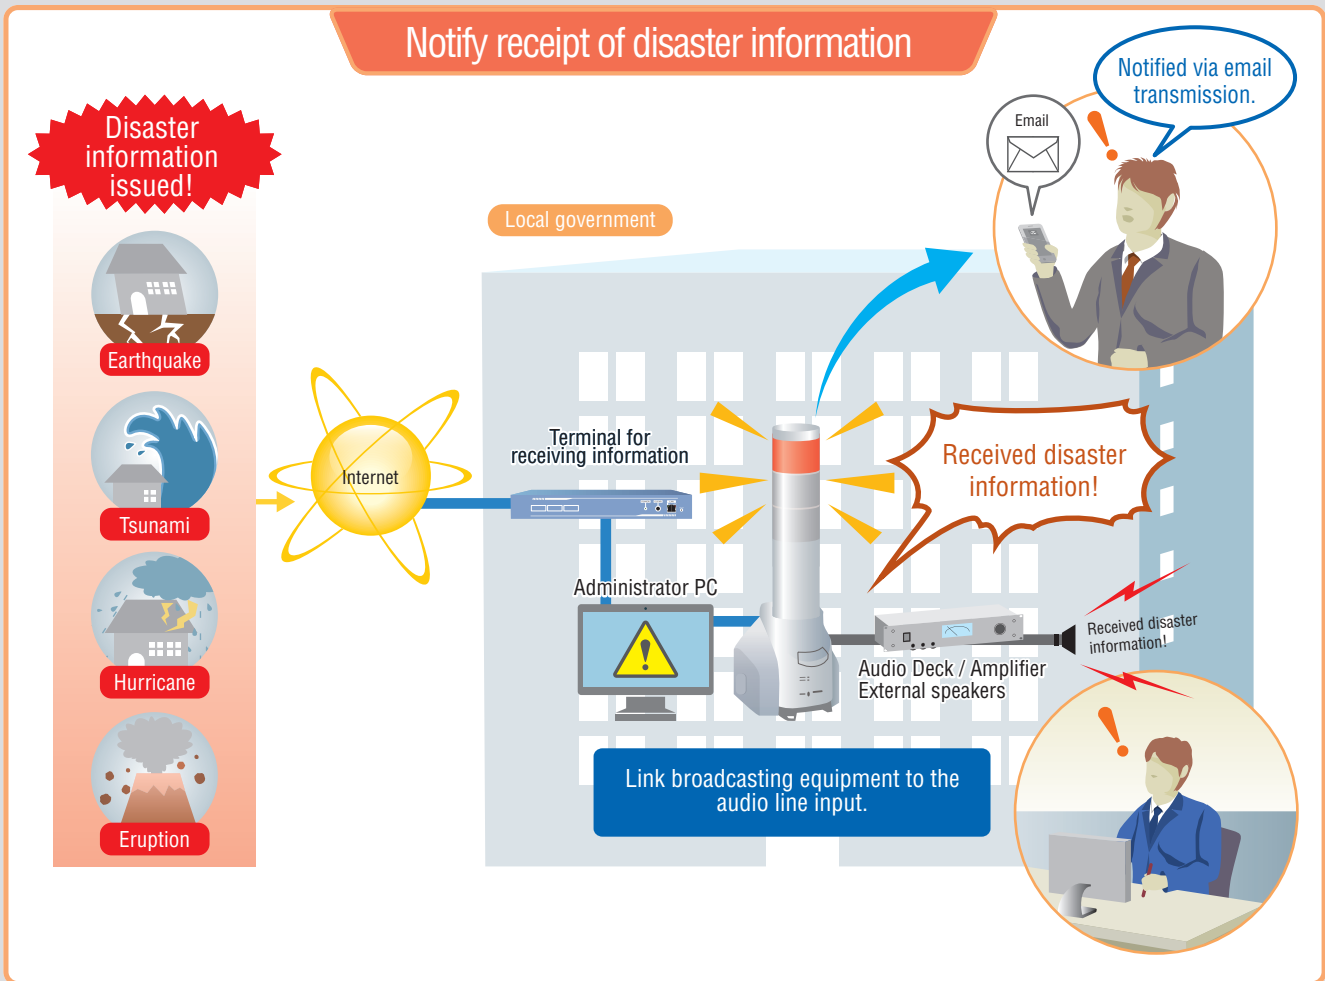 Notify receipt of disaster information
Disaster
information
issued!
Earthquake
Tsunami
Hurricane
Eruption
Internet
Local government
Terminal for
receiving information
Administrator PC
Received disaster
information!
Audio Deck / Amplifier
External speakers
Received disaster
information!
Link broadcasting equipment to the
audio line input.
Email
Notified via email
transmission.